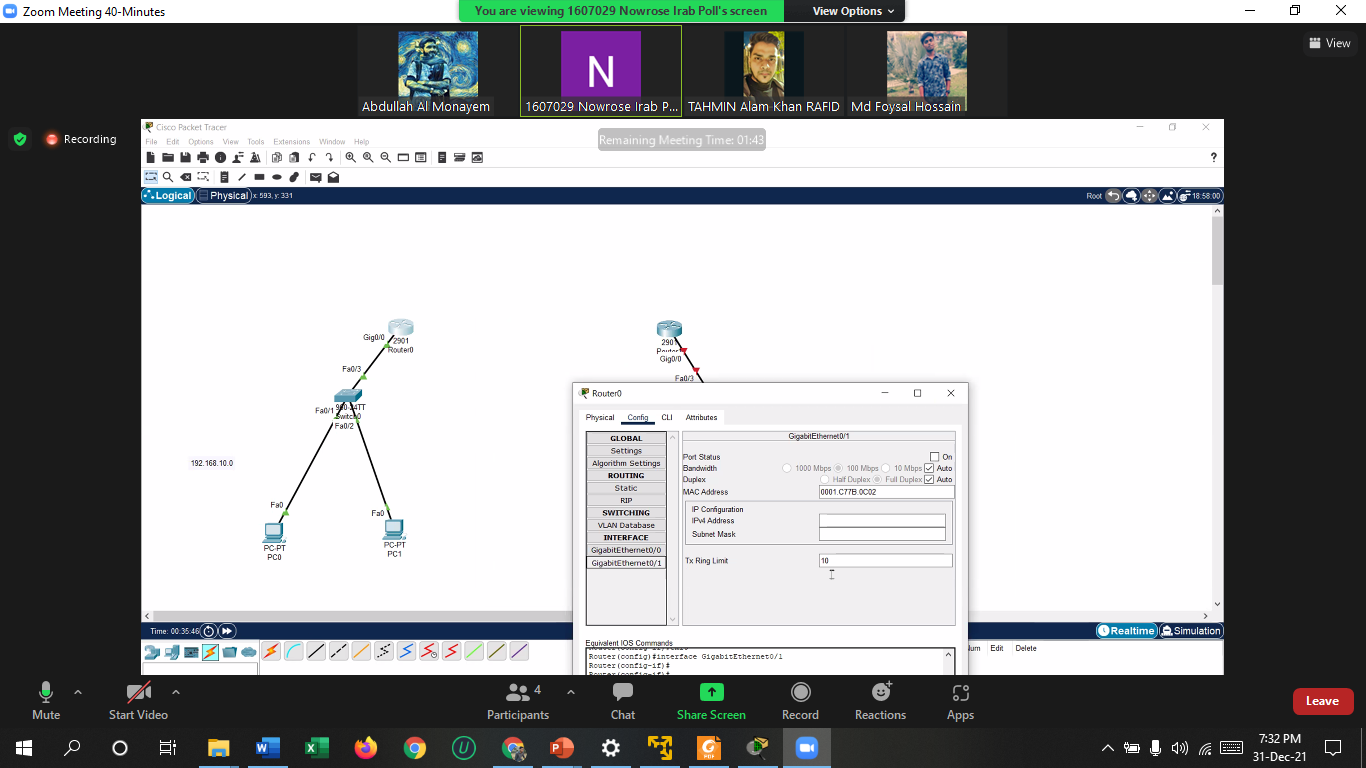 Zoom Meeting 40-Minutes
You are viewing 1607029 Nowrose Irab Poll's screen
View Options
View
N
Abdullah Al Monayem
1607029 Nowrose Irab P...
TAHMIN Alam Khan RAFID
Md Foysal Hossain
Recording
Cisco Packet Tracer
File Edit Options View Tools Extensions Window Help
Remaining Meeting Time: 01:43
?
Logical
Physical
x: 593, y: 331
Root
18:58:00
Gig0/0
2901
Router0
Fa0/3
Fa0/1
Switch0
Fa0/2
192.168.10.0
Fa0
Fa0
PC-PT
PC0
PC-PT
PC1
2901
Gig0/0
Fa0/3
Router0
Physical Config CLI Attributes
GLOBAL
Settings
Algorithm Settings
ROUTING
Static
RIP
SWITCHING
VLAN Database
INTERFACE
GigabitEthernet0/0
GigabitEthernet0/1
GigabitEthernet0/1
Port Status On
Bandwidth 1000 Mbps 100 Mbps 10 Mbps Auto
Duplex Half Duplex Full Duplex Auto
MAC Address 0001.C77B.0C02
IP Configuration
IPv4 Address
Subnet Mask
Tx Ring Limit 10
Equivalent IOS Commands
Router(config)#interface GigabitEthernet0/1
Router(config-if)#
Router(config-if)#
Time: 00:35:46
Realtime
Simulation
Edit Delete
Mute
Start Video
4
Participants
Chat
Share Screen
Record
Reactions
Apps
Leave
7:32 PM
31-Dec-21